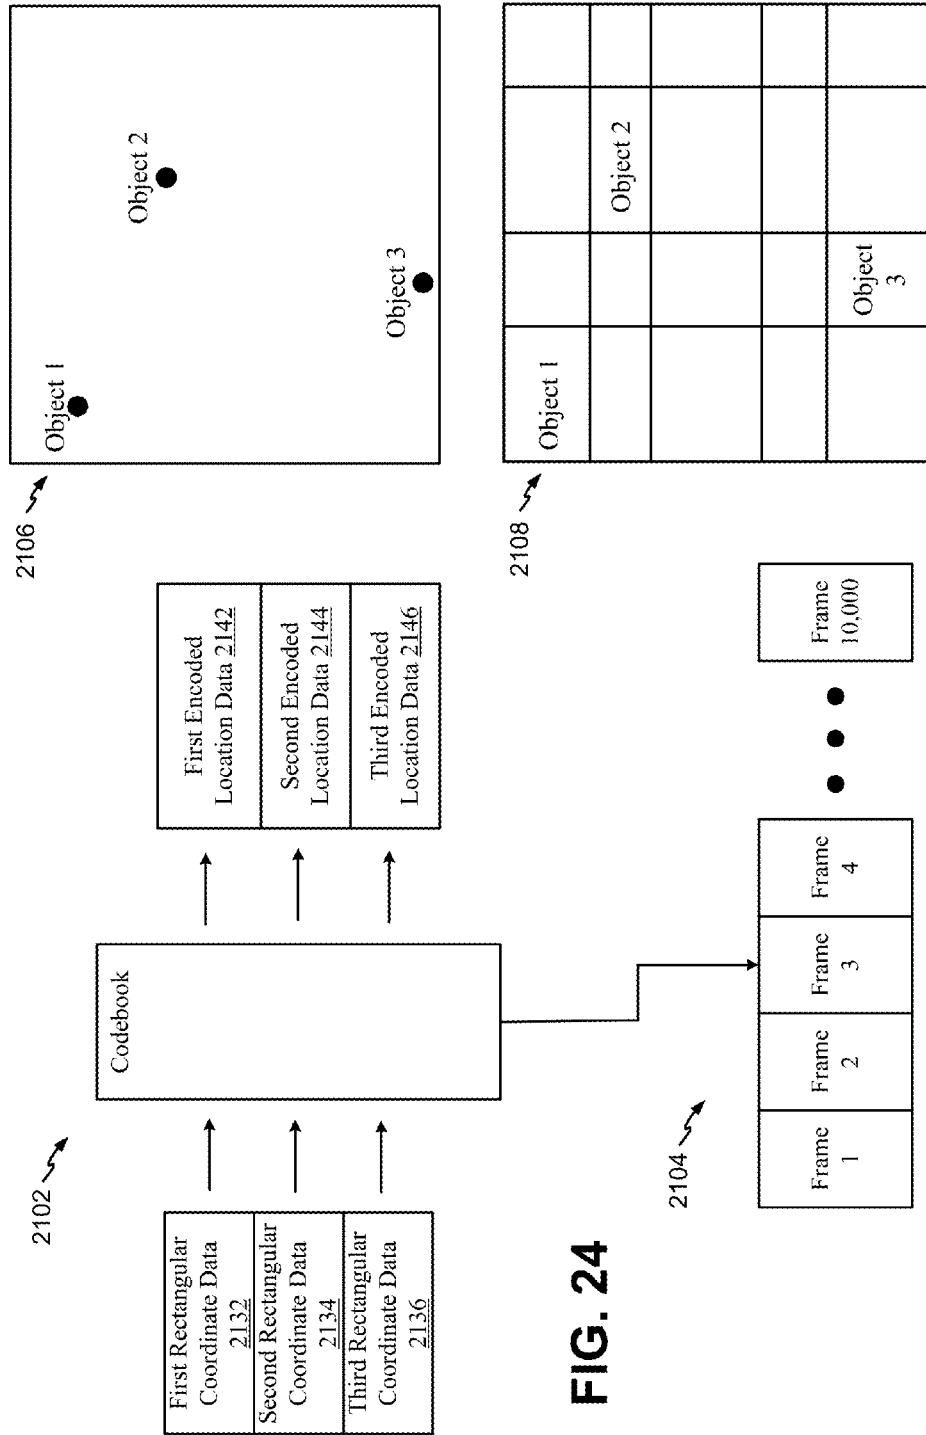 2102
First Rectangular
Coordinate Data
2132
Second Rectangular
Coordinate Data
2134
Third Rectangular
Coordinate Data
2136
Codebook
First Encoded
Location Data 2142
Second Encoded
Location Data 2144
Third Encoded
Location Data 2146
2106
Object 1
Object 2
Object 3
2104
Frame
1
Frame
2
Frame
3
Frame
4
Frame
10,000
2108
Object 1
Object 2
Object
3
FIG. 24